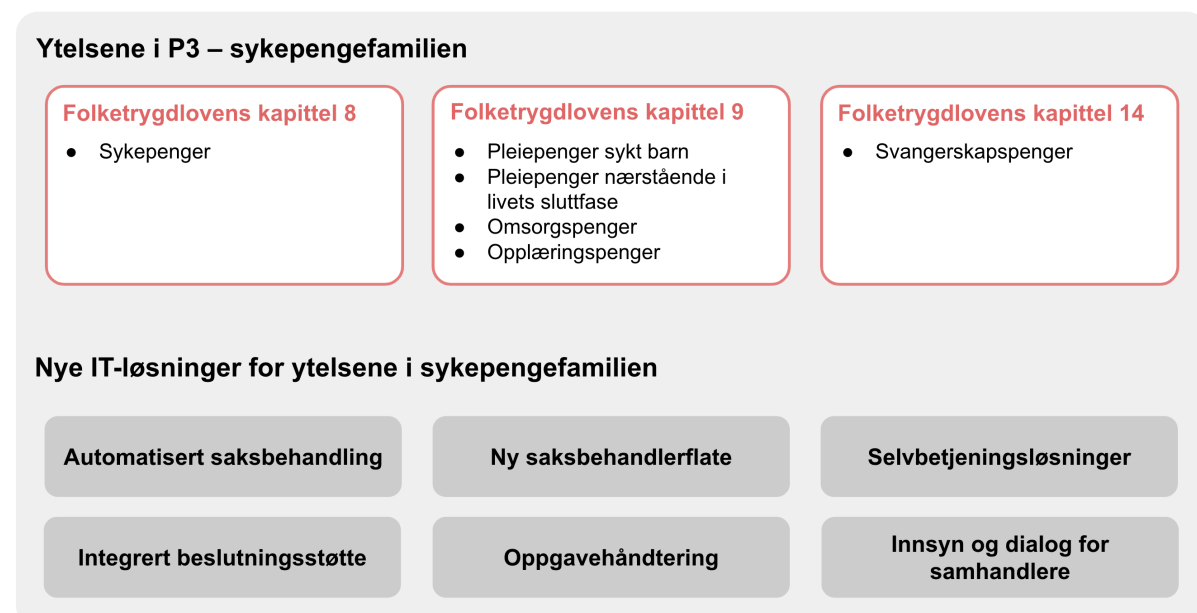 Ytelsene i P3 – sykepengefamilien
Folketrygdlovens kapittel 8
● Sykepenger
Folketrygdlovens kapittel 9
● Pleiepenger sykt barn
● Pleiepenger nærstående i
livets sluttfase
● Omsorgspenger
● Opplæringspenger
Folketrygdlovens kapittel 14
● Svangerskapspenger
Nye IT-løsninger for ytelsene i sykepengefamilien
Automatisert saksbehandling
Ny saksbehandlerflate
Selvbetjeningsløsninger
Integrert beslutningsstøtte
Oppgavehåndtering
Innsyn og dialog for
samhandlere